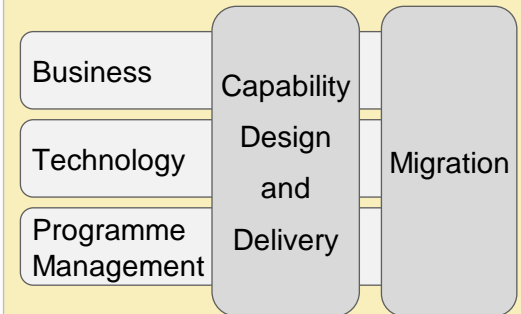 Business
Technology
Programme
Management
Capability
Design
and
Delivery
Migration